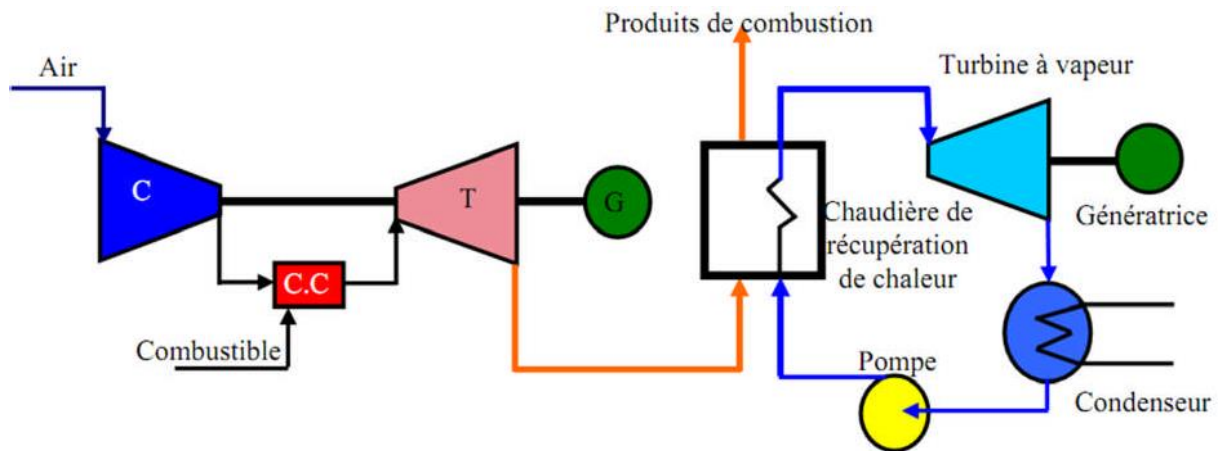 Produits de combustion
Air
Turbine à vapeur
C
T
G
Chaudière de
récupération
de chaleur
Génératrice
C.C
Combustible
Pompe
Condenseur